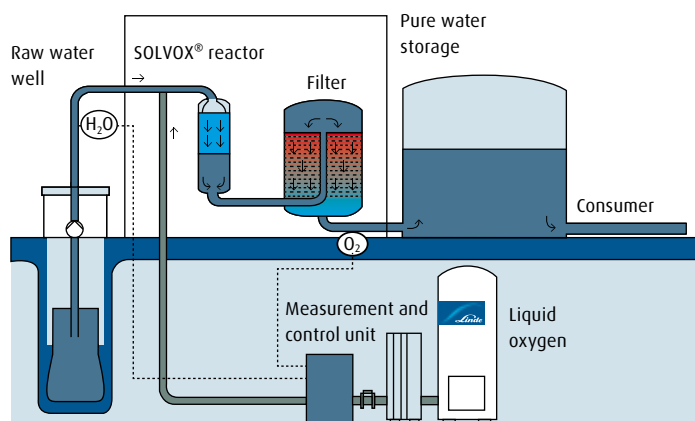 Pure water
storage
Raw water
well
SOLVOX® reactor
Filter
H₂O
Consumer
O₂
Measurement and
control unit
Linde
Liquid
oxygen